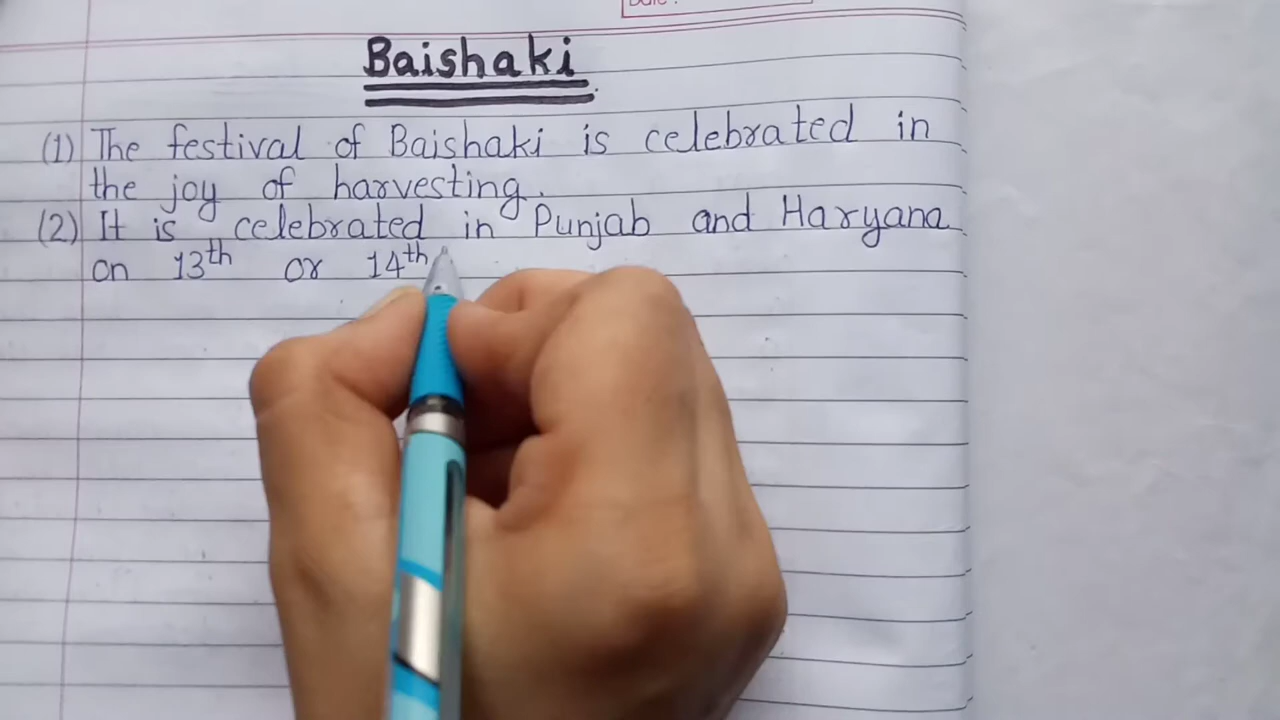 Baishaki
(1) The festival of Baishaki is celebrated in
the joy of harvesting.
(2) It is celebrated in Punjab and Haryana
on 13th or 14th